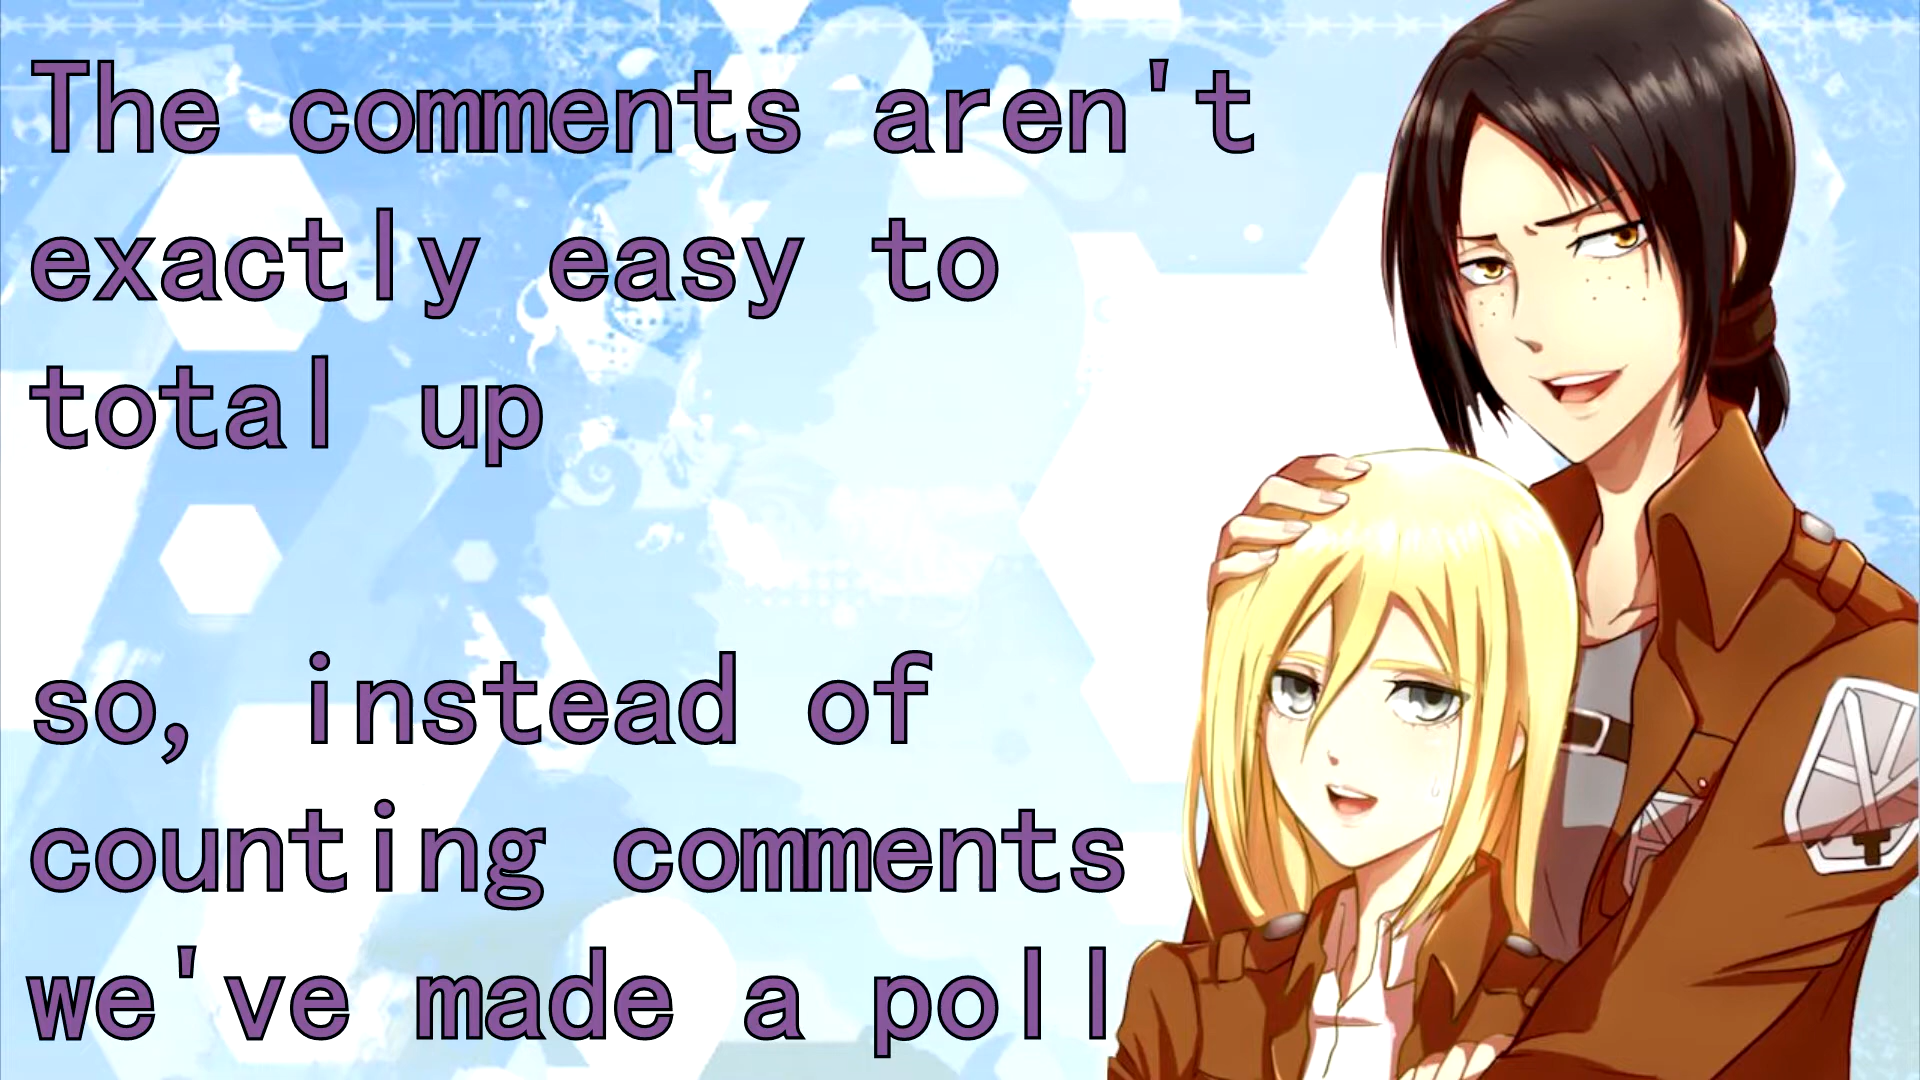 The comments aren't
exactly easy to
total up
so, instead of
counting comments
we've made a poll